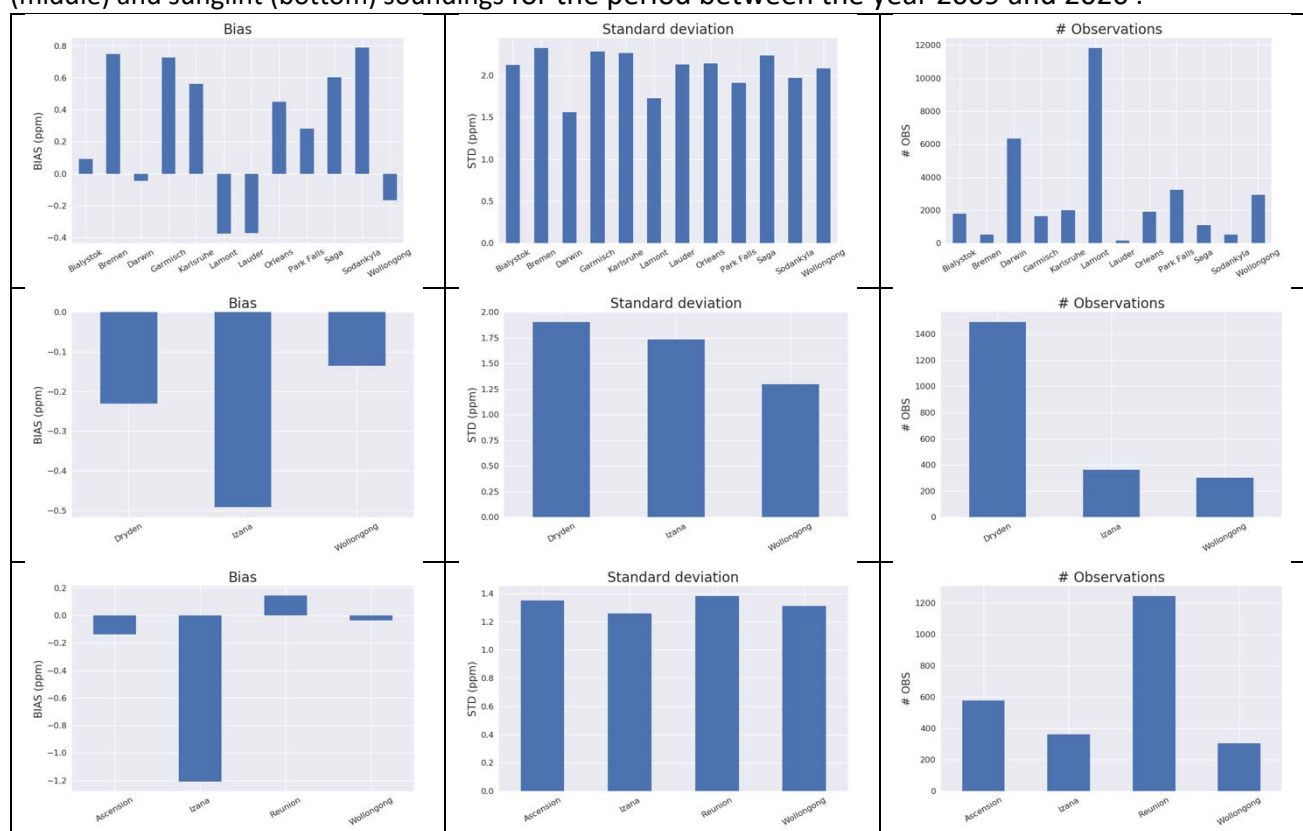 (middle) and sunglint (bottom) soundings for the period between the year 2009 and 2020 .
Bias
BIAS (ppm)
0.8
0.6
0.4
0.2
0.0
−0.2
−0.4
Bialystok Bremen Darwin Garmisch Karlsruhe Lamont Lauder Orleans Park Falls Saga Sodankyla Wollongong
Standard deviation
STD (ppm)
2.0
1.5
1.0
0.5
0.0
Bialystok Bremen Darwin Garmisch Karlsruhe Lamont Lauder Orleans Park Falls Saga Sodankyla Wollongong
# Observations
# OBS
12000
10000
8000
6000
4000
2000
0
Bialystok Bremen Darwin Garmisch Karlsruhe Lamont Lauder Orleans Park Falls Saga Sodankyla Wollongong
Bias
BIAS (ppm)
0.0
−0.1
−0.2
−0.3
−0.4
−0.5
Dryden Izana Wollongong
Standard deviation
STD (ppm)
2.00
1.75
1.50
1.25
1.00
0.75
0.50
0.25
0.00
Dryden Izana Wollongong
# Observations
# OBS
1400
1200
1000
800
600
400
200
0
Dryden Izana Wollongong
Bias
BIAS (ppm)
0.2
0.0
−0.2
−0.4
−0.6
−0.8
−1.0
−1.2
Ascension Izana Reunion Wollongong
Standard deviation
STD (ppm)
1.4
1.2
1.0
0.8
0.6
0.4
0.2
0.0
Ascension Izana Reunion Wollongong
# Observations
# OBS
1200
1000
800
600
400
200
0
Ascension Izana Reunion Wollongong